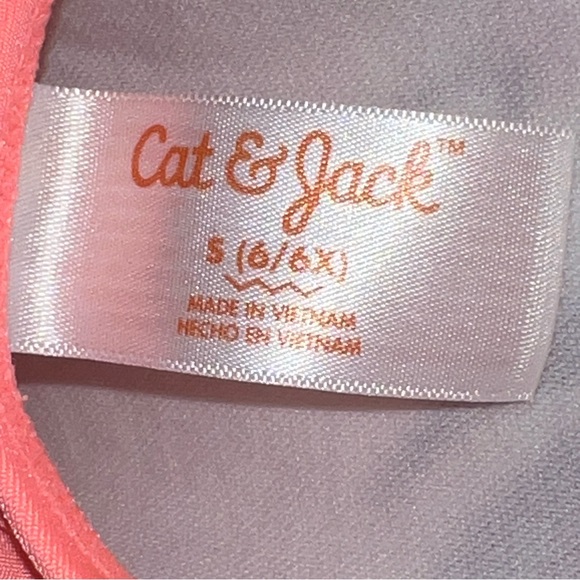 Cat & Jack™
S (6/6X)
MADE IN VIETNAM
HECHO EN VIETNAM